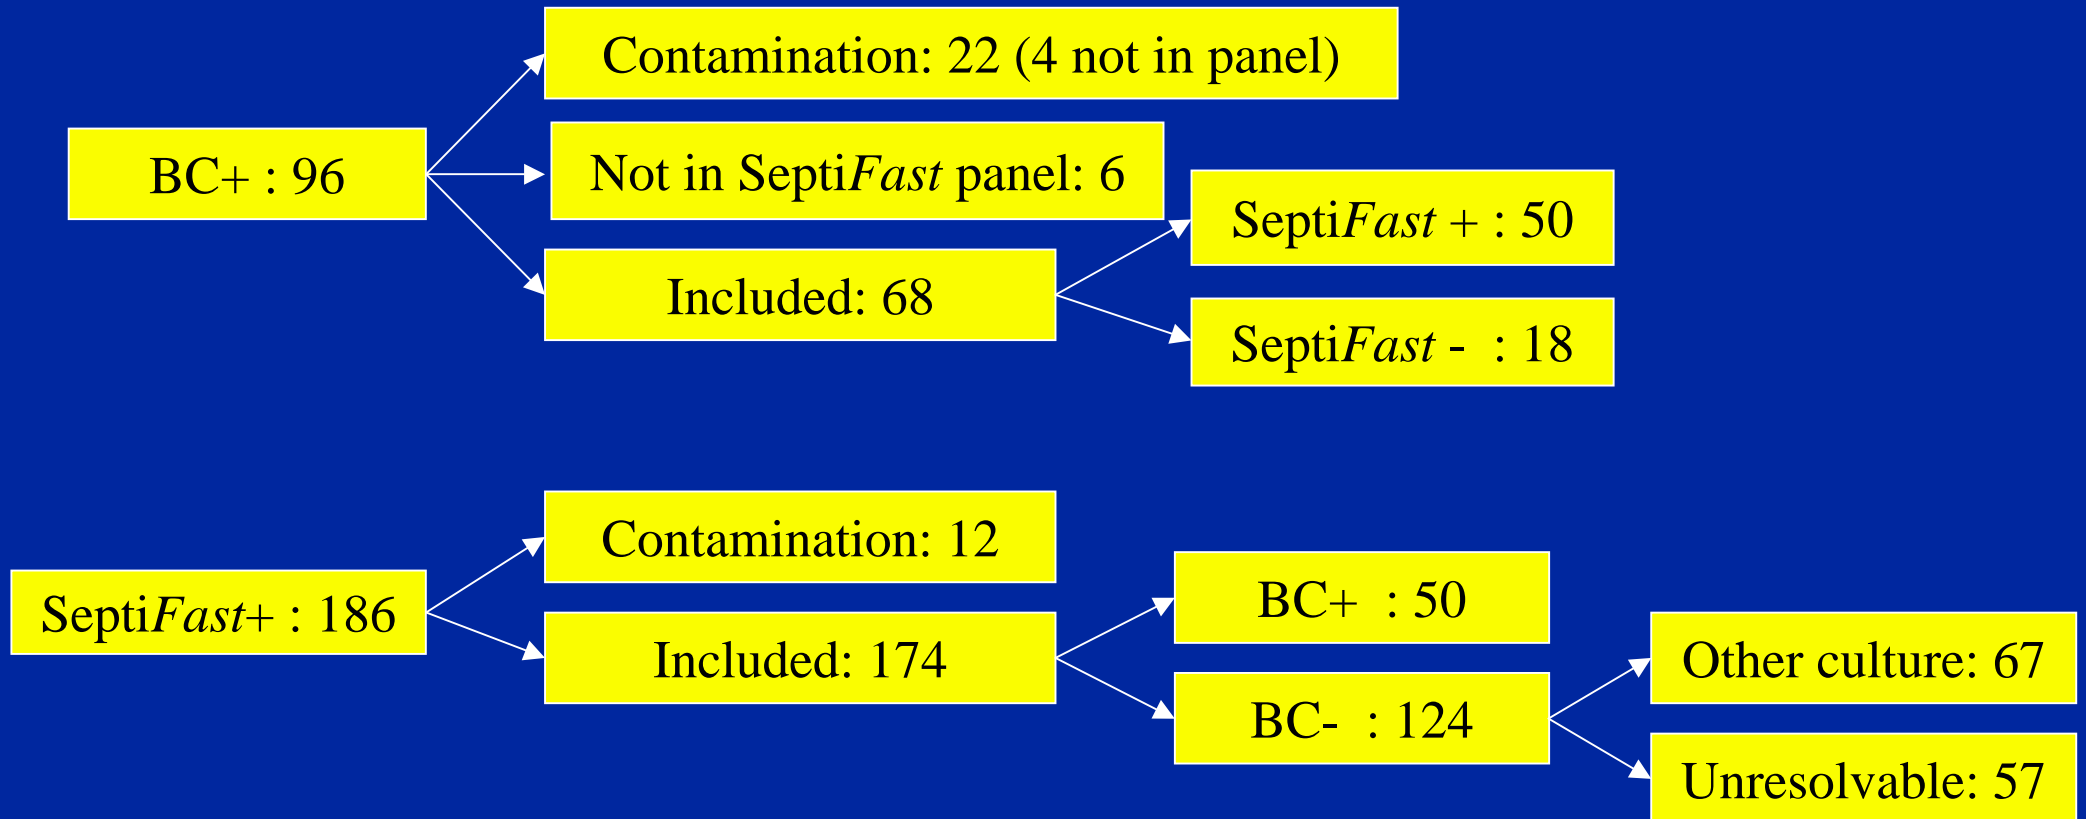 Contamination: 22 (4 not in panel)
BC+ : 96
Not in SeptiFast panel: 6
SeptiFast + : 50
Included: 68
SeptiFast -  : 18
Contamination: 12
BC+  : 50
SeptiFast+ : 186
Included: 174
Other culture: 67
BC-  : 124
Unresolvable: 57